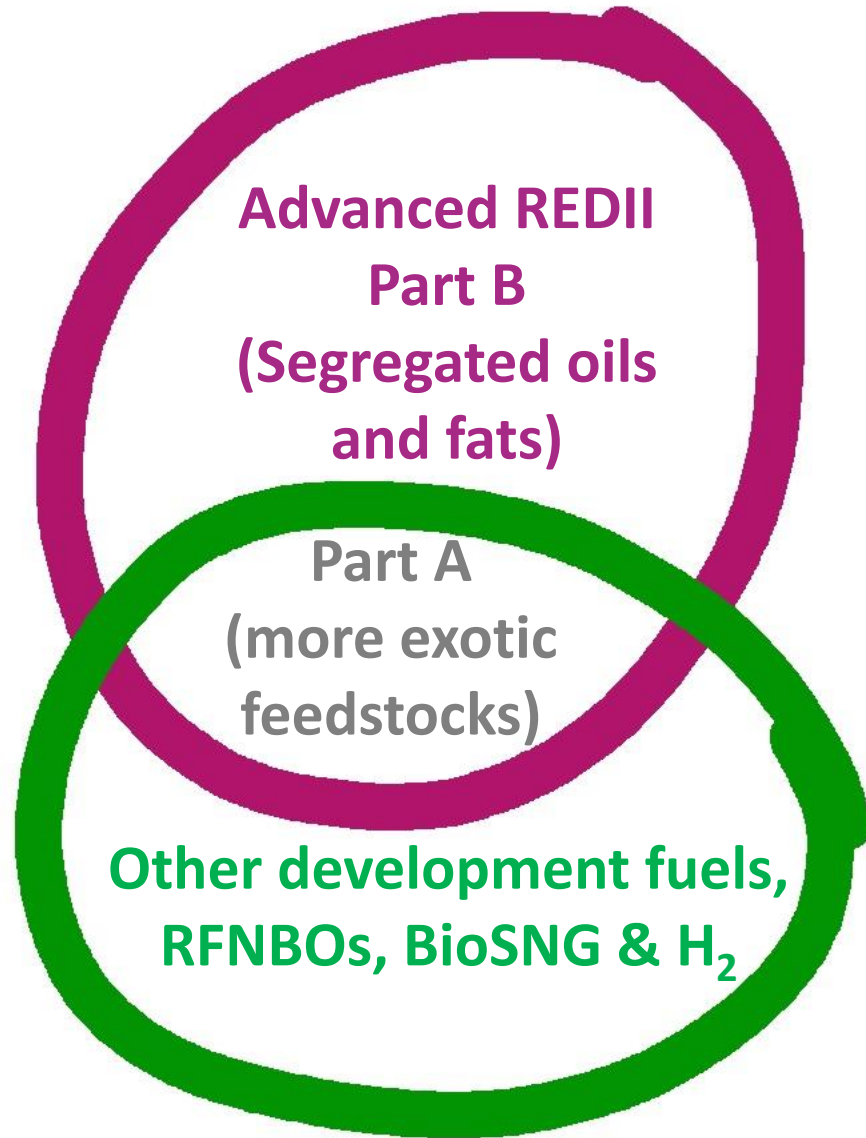 Advanced REDII
Part B
(Segregated oils
and fats)
Part A
(more exotic
feedstocks)
Other development fuels,
RFNBOs, BioSNG & H₂